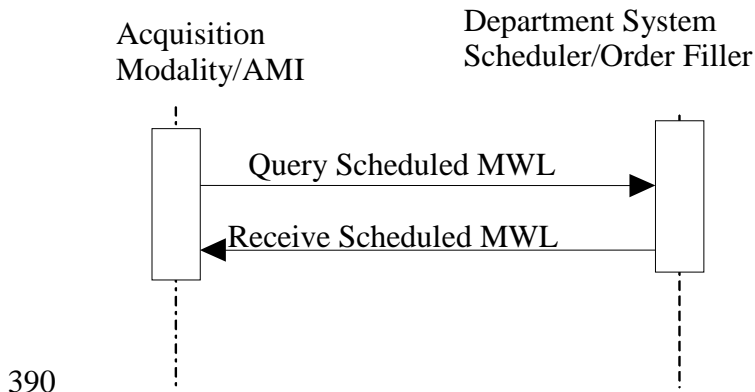 Acquisition
Modality/AMI
Department System
Scheduler/Order Filler
Query Scheduled MWL
Receive Scheduled MWL
390